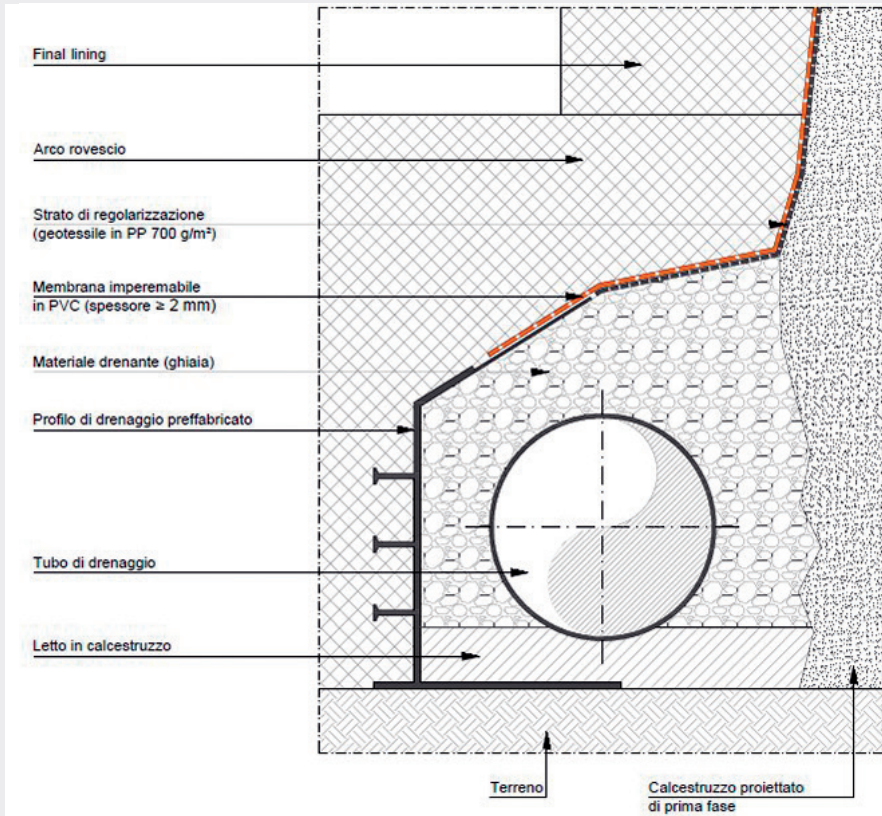 Final lining
Arco rovescio
Strato di regolarizzazione
(geotessile in PP 700 g/m²)
Membrana imperemabile
in PVC (spessore ≥ 2 mm)
Materiale drenante (ghiaia)
Profilo di drenaggio preffabricato
Tubo di drenaggio
Letto in calcestruzzo
Terreno
Calcestruzzo proiettato
di prima fase